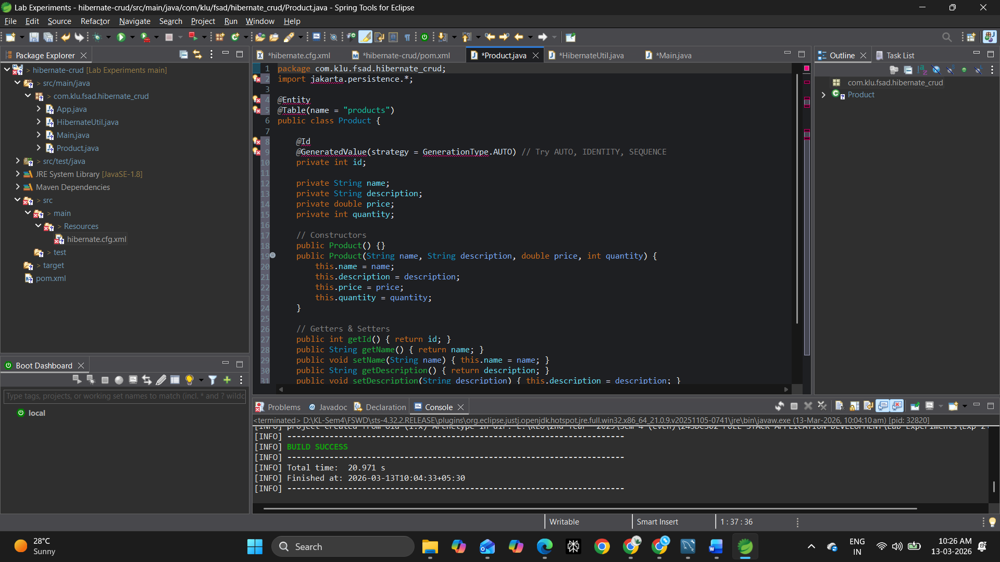 Lab Experiments - hibernate-crud/src/main/java/com/klu/fsad/hibernate_crud/Product.java - Spring Tools for Eclipse
File Edit Source Refactor Navigate Search Project Run Window Help
Package Explorer
hibernate-crud [Lab Experiments main]
src/main/java
com.klu.fsad.hibernate_crud
App.java
HibernateUtil.java
Main.java
Product.java
src/test/java
JRE System Library [JavaSE-1.8]
Maven Dependencies
src
main
Resources
hibernate.cfg.xml
test
target
pom.xml
Boot Dashboard
Type tags, projects, or working set names to match (incl. * and ? wildc
local
*hibernate.cfg.xml *hibernate-crud/pom.xml *Product.java *HibernateUtil.java *Main.java
1 package com.klu.fsad.hibernate_crud;
2 import jakarta.persistence.*;
3
4 @Entity
5 @Table(name = "products")
6 public class Product {
7
8 @Id
9 @GeneratedValue(strategy = GenerationType.AUTO) // Try AUTO, IDENTITY, SEQUENCE
10 private int id;
11
12 private String name;
13 private String description;
14 private double price;
15 private int quantity;
16
17 // Constructors
18 public Product() {}
19 public Product(String name, String description, double price, int quantity) {
20 this.name = name;
21 this.description = description;
22 this.price = price;
23 this.quantity = quantity;
24 }
25
26 // Getters & Setters
27 public int getId() { return id; }
28 public String getName() { return name; }
29 public void setName(String name) { this.name = name; }
30 public String getDescription() { return description; }
31 public void setDescription(String description) { this.description = description; }
Outline Task List
com.klu.fsad.hibernate_crud
Product
Problems Javadoc Declaration Console
<terminated> D:\KL-Sem4\FSWD\sts-4.32.2.RELEASE\plugins\org.eclipse.justj.openjdk.hotspot.jre.full.win32.x86_64_21.0.9.v20251105-0741\jre\bin\javaw.exe (13-Mar-2026, 10:04:10 am) [pid: 32820]
[INFO] ------------------------------------------------------------------------
[INFO] BUILD SUCCESS
[INFO] ------------------------------------------------------------------------
[INFO] Total time: 20.971 s
[INFO] Finished at: 2026-03-13T10:04:33+05:30
[INFO] ------------------------------------------------------------------------
Writable Smart Insert 1 : 37 : 36
28°C
Sunny
Search
ENG
IN
10:26 AM
13-03-2026